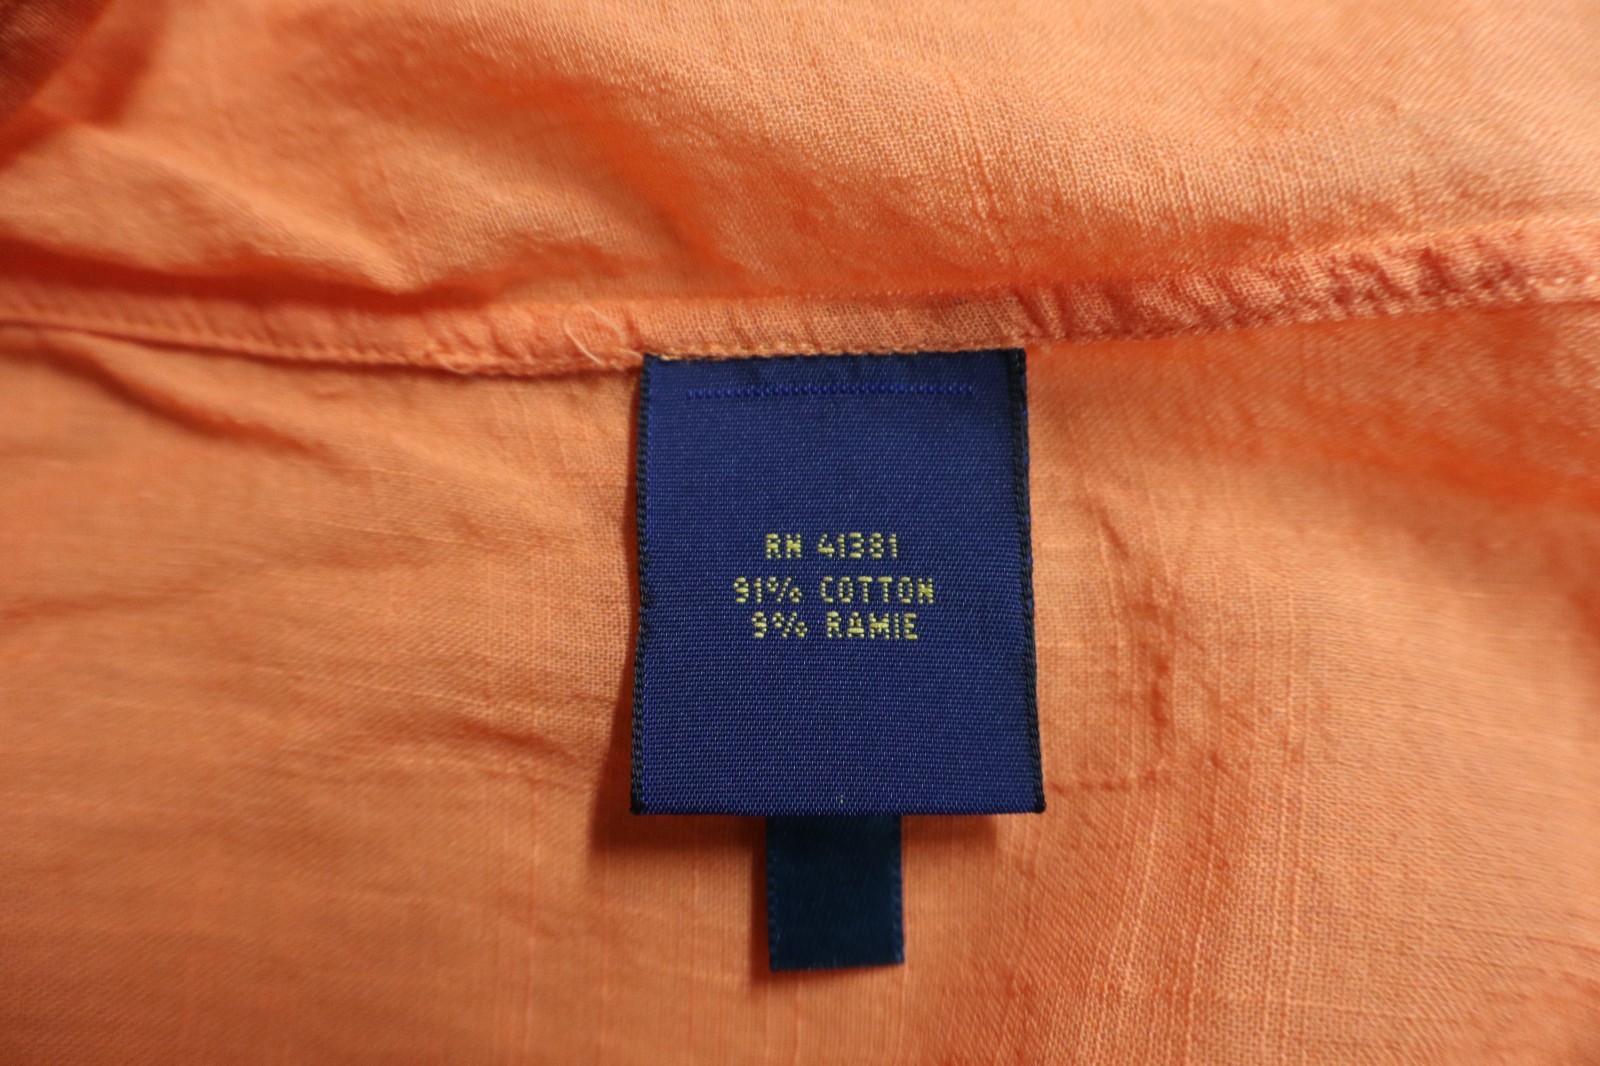 RN 41381
91% COTTON
9% RAMIE